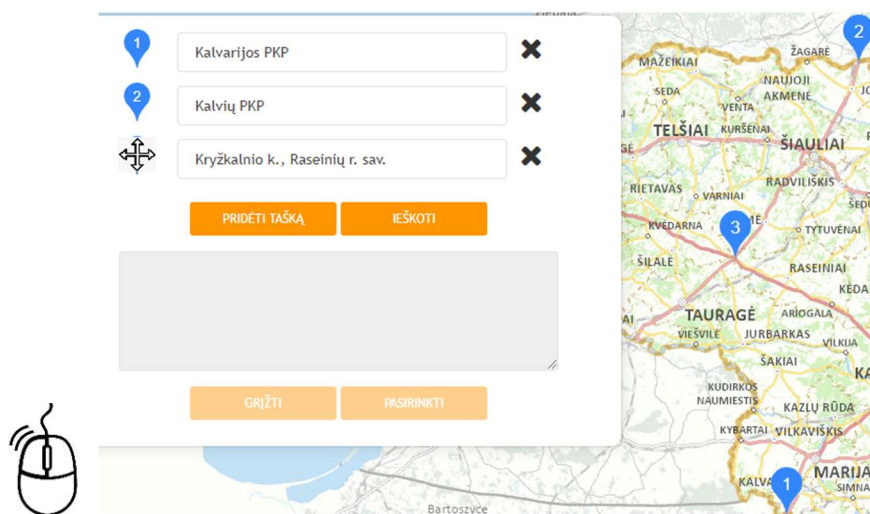 1
Kalvarijos PKP
2
Kalvių PKP
Kryžkalnio k., Raseinių r. sav.
PRIDĖTI TAŠKĄ
IEŠKOTI
GRĮŽTI
PASIRINKTI
2
ŽAGARĖ
MAŽEIKIAI
NAUJOJI
AKMENĖ
SEDA
VENTA
TELŠIAI
KURŠĖNAI
ŠIAULIAI
RADVILIŠKIS
RIETAVAS
VARNIAI
KVĖDARNA
3
TYTUVĖNAI
ŠILALĖ
RASEINIAI
TAURAGĖ
ARIOGALA
VIEŠVILĖ
JURBARKAS
VILKIJA
ŠAKIAI
KUDIRKOS
NAUMIESTIS
KAZLŲ RŪDA
KYBARTAI
VILKAVIŠKIS
MARIJA
KALVA
1
SIMNA
Bartoszyce